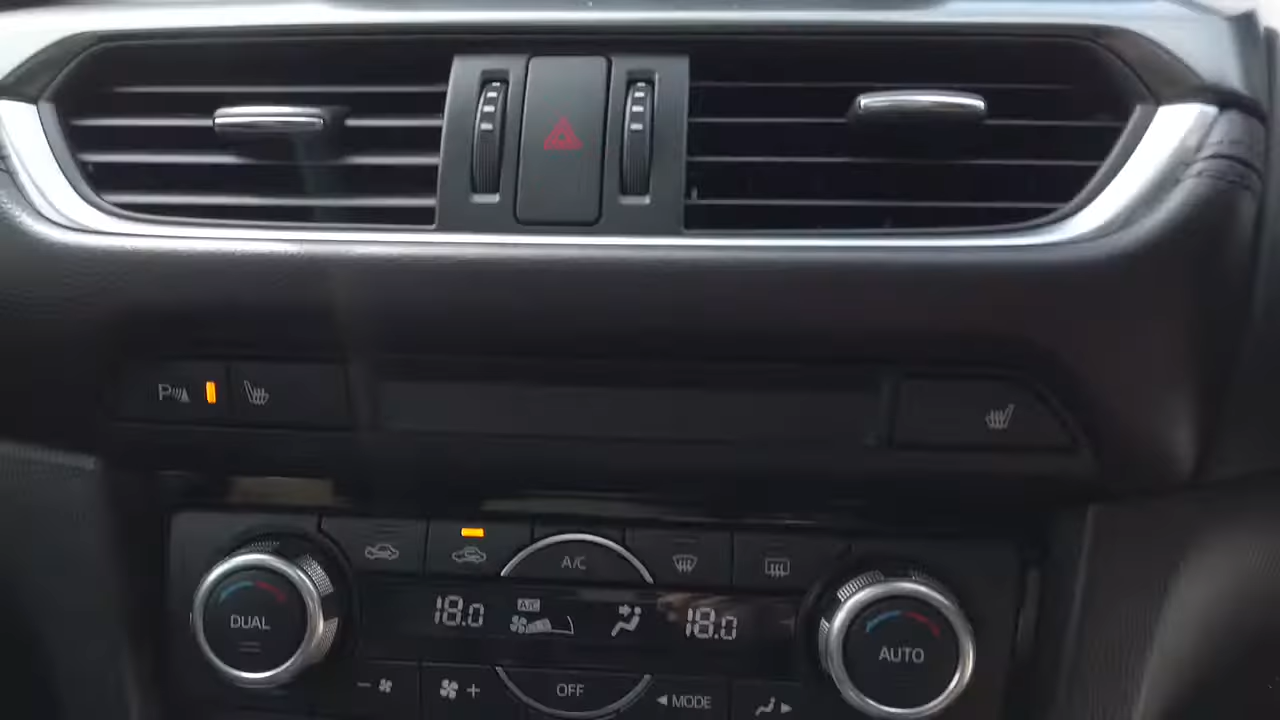 P
A/C
18.0 A/C 18.0
DUAL
AUTO
- +
OFF
◀ MODE
▶